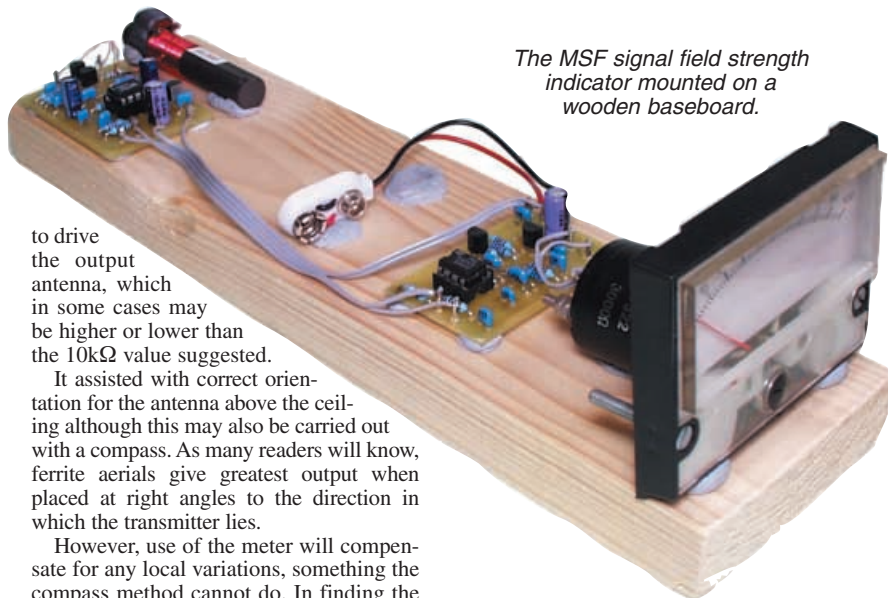 The MSF signal field strength
indicator mounted on a
wooden baseboard.
to drive
the output
antenna, which
in some cases may
be higher or lower than
the 10kΩ value suggested.
It assisted with correct orien-
tation for the antenna above the ceil-
ing although this may also be carried out
with a compass. As many readers will know,
ferrite aerials give greatest output when
placed at right angles to the direction in
which the transmitter lies.
However, use of the meter will compen-
sate for any local variations, something the
compass method cannot do. In finding the